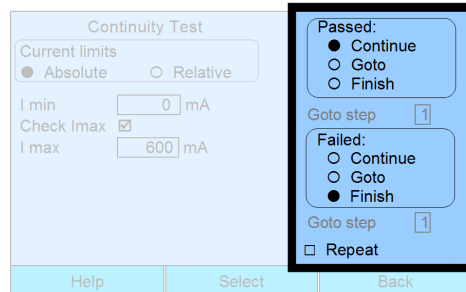 Continuity Test
Current limits
Absolute Relative
I min 0 mA
Check Imax
I max 600 mA
Passed:
Continue
Goto
Finish
Goto step 1
Failed:
Continue
Goto
Finish
Goto step 1
Repeat
Help Select Back